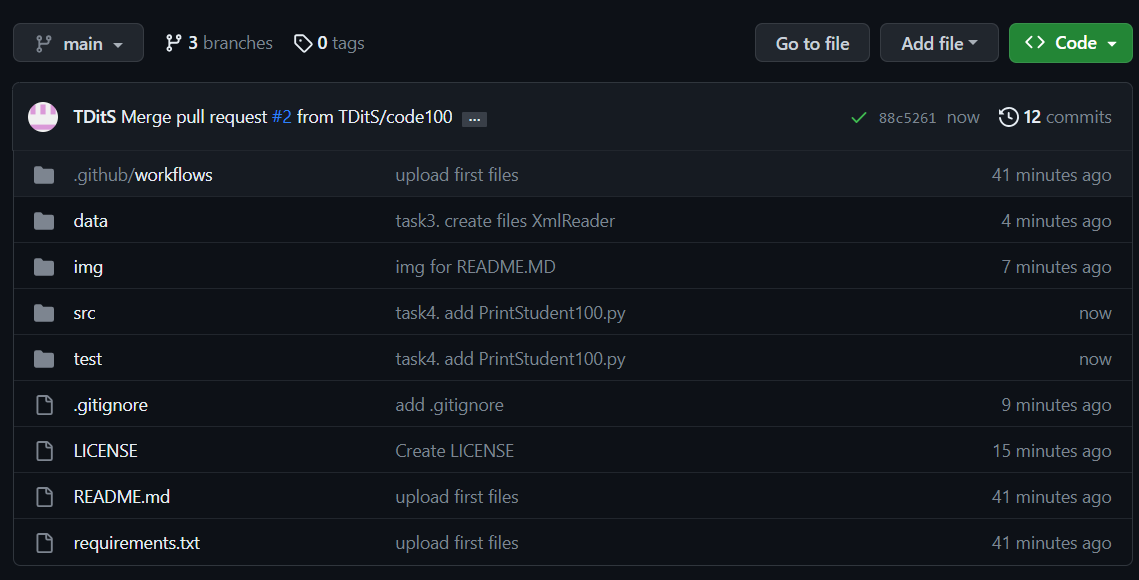 main 3 branches 0 tags Go to file Add file Code
TDitS Merge pull request #2 from TDitS/code100 ... 88c5261 now 12 commits
.github/workflows upload first files 41 minutes ago
data task3. create files XmlReader 4 minutes ago
img img for README.MD 7 minutes ago
src task4. add PrintStudent100.py now
test task4. add PrintStudent100.py now
.gitignore add .gitignore 9 minutes ago
LICENSE Create LICENSE 15 minutes ago
README.md upload first files 41 minutes ago
requirements.txt upload first files 41 minutes ago